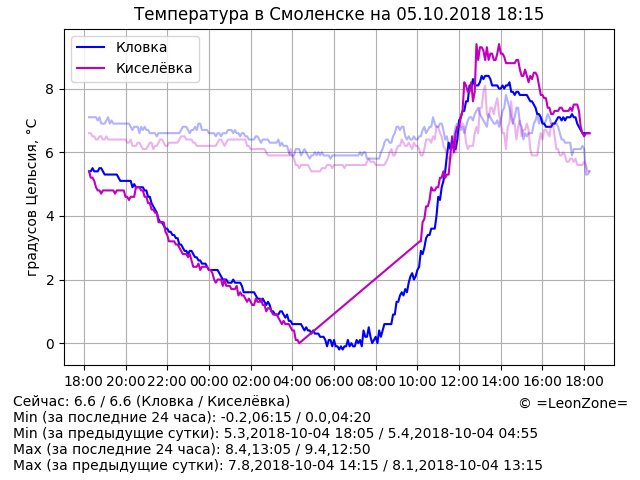 Температура в Смоленске на 05.10.2018 18:15
Кловка
Киселёвка
градусов Цельсия, °C
8
6
4
2
0
18:00 20:00 22:00 00:00 02:00 04:00 06:00 08:00 10:00 12:00 14:00 16:00 18:00
Сейчас: 6.6 / 6.6 (Кловка / Киселёвка)
© =LeonZone=
Min (за последние 24 часа): -0.2,06:15 / 0.0,04:20
Min (за предыдущие сутки): 5.3,2018-10-04 18:05 / 5.4,2018-10-04 04:55
Max (за последние 24 часа): 8.4,13:05 / 9.4,12:50
Max (за предыдущие сутки): 7.8,2018-10-04 14:15 / 8.1,2018-10-04 13:15